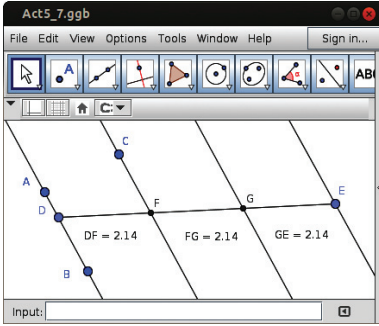 Act5_7.ggb
File Edit View Options Tools Window Help Sign in...
A α ABC
C:
C
A
D
F
G
E
DF = 2.14 FG = 2.14 GE = 2.14
B
Input: